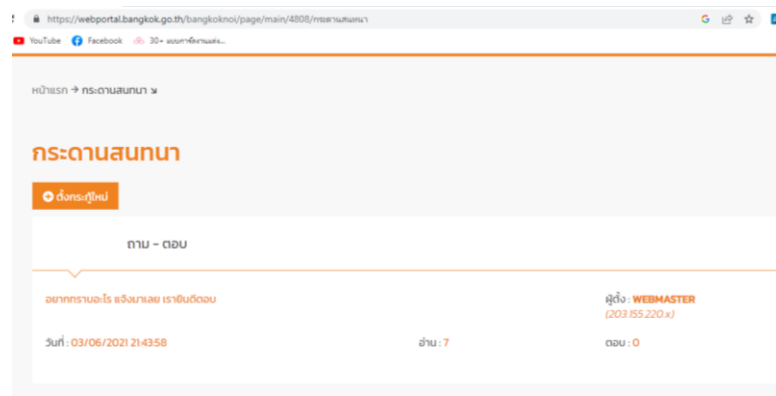 https://webportal.bangkok.go.th/bangkoknoi/page/main/4808/กระดานสนทนา
YouTube Facebook
หน้าแรก → กระดานสนทนา
กระดานสนทนา
ตั้งกระทู้ใหม่
ถาม - ตอบ
อยากทราบอะไร แจ้งมาเลย เรายินดีตอบ
ผู้ตั้ง : WEBMASTER
(203.155.220.x)
วันที่ : 03/06/2021 21:43:58 อ่าน : 7 ตอบ : 0